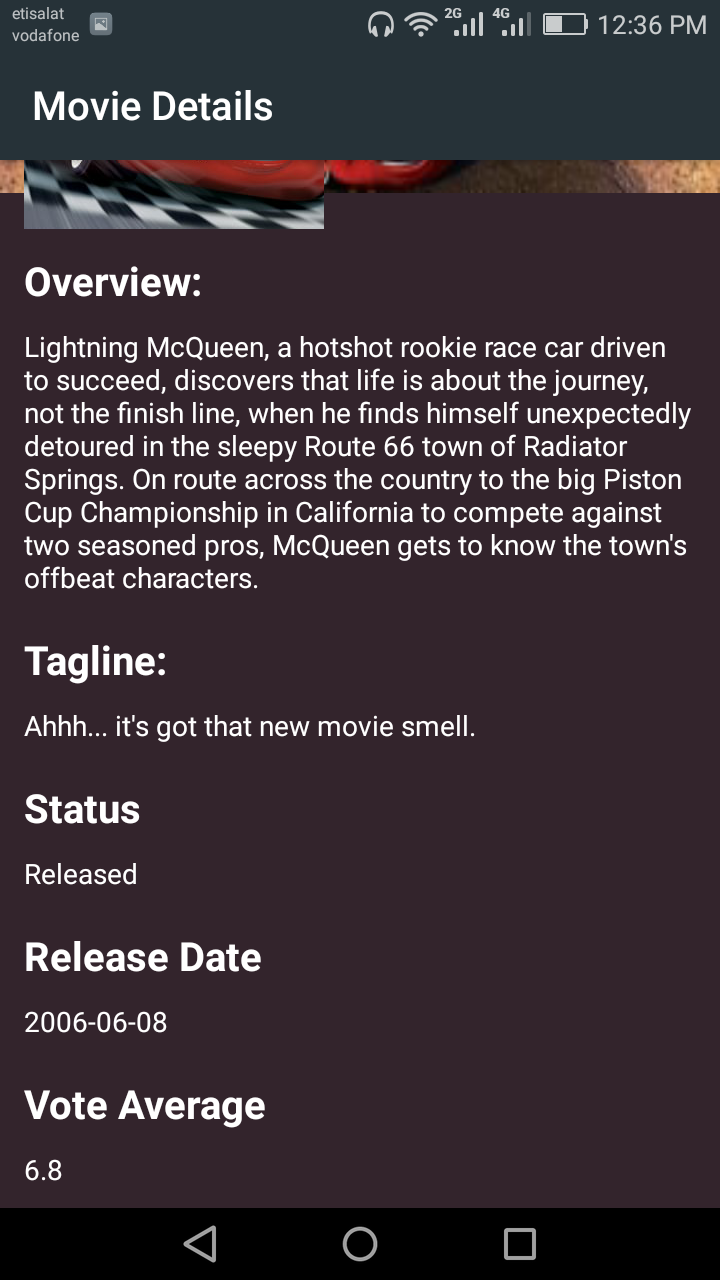 etisalat
vodafone
2G
4G
12:36 PM
Movie Details
Overview:
Lightning McQueen, a hotshot rookie race car driven
to succeed, discovers that life is about the journey,
not the finish line, when he finds himself unexpectedly
detoured in the sleepy Route 66 town of Radiator
Springs. On route across the country to the big Piston
Cup Championship in California to compete against
two seasoned pros, McQueen gets to know the town's
offbeat characters.
Tagline:
Ahhh... it's got that new movie smell.
Status
Released
Release Date
2006-06-08
Vote Average
6.8